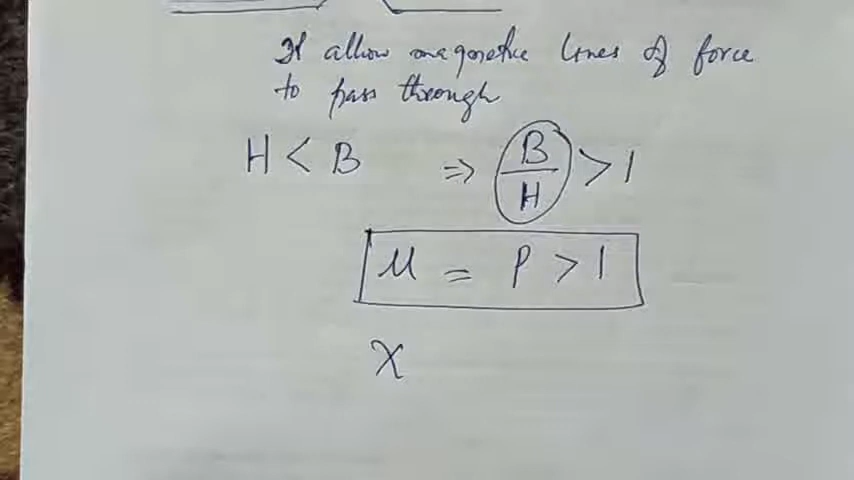 It allow magnetic lines of force
to pass through
H < B ⇒ B/H > 1
μ = P > 1
χ